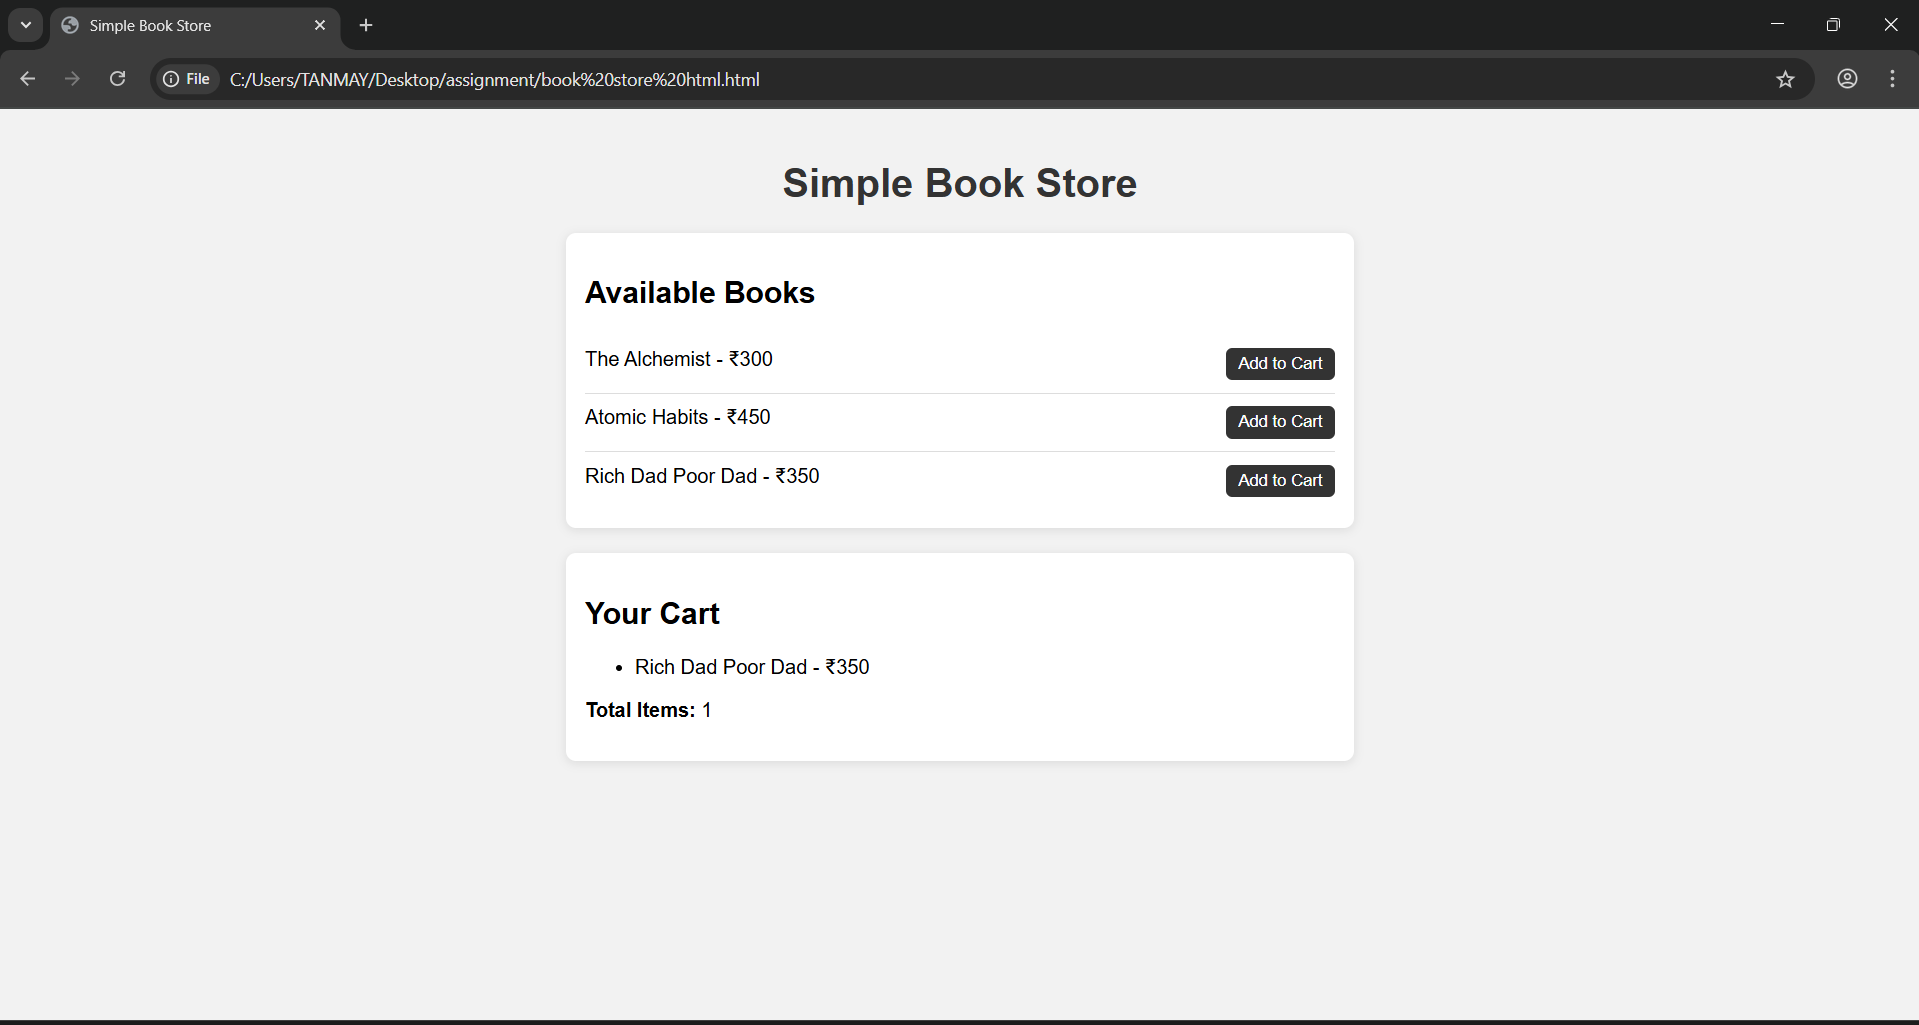 Simple Book Store
File C:/Users/TANMAY/Desktop/assignment/book%20store%20html.html
Simple Book Store
Available Books
The Alchemist - ₹300 Add to Cart
Atomic Habits - ₹450 Add to Cart
Rich Dad Poor Dad - ₹350 Add to Cart
Your Cart
• Rich Dad Poor Dad - ₹350
Total Items: 1